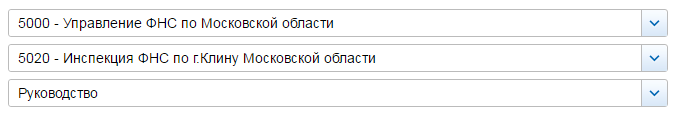 5000 - Управление ФНС по Московской области
5020 - Инспекция ФНС по г.Клину Московской области
Руководство